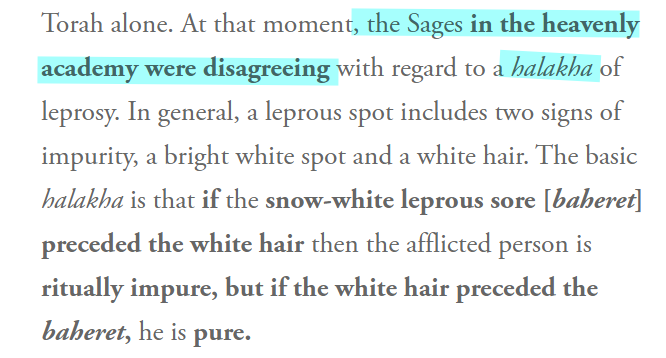 Torah alone. At that moment, the Sages in the heavenly
academy were disagreeing with regard to a halakha of
leprosy. In general, a leprous spot includes two signs of
impurity, a bright white spot and a white hair. The basic
halakha is that if the snow-white leprous sore [baheret]
preceded the white hair then the afflicted person is
ritually impure, but if the white hair preceded the
baheret, he is pure.